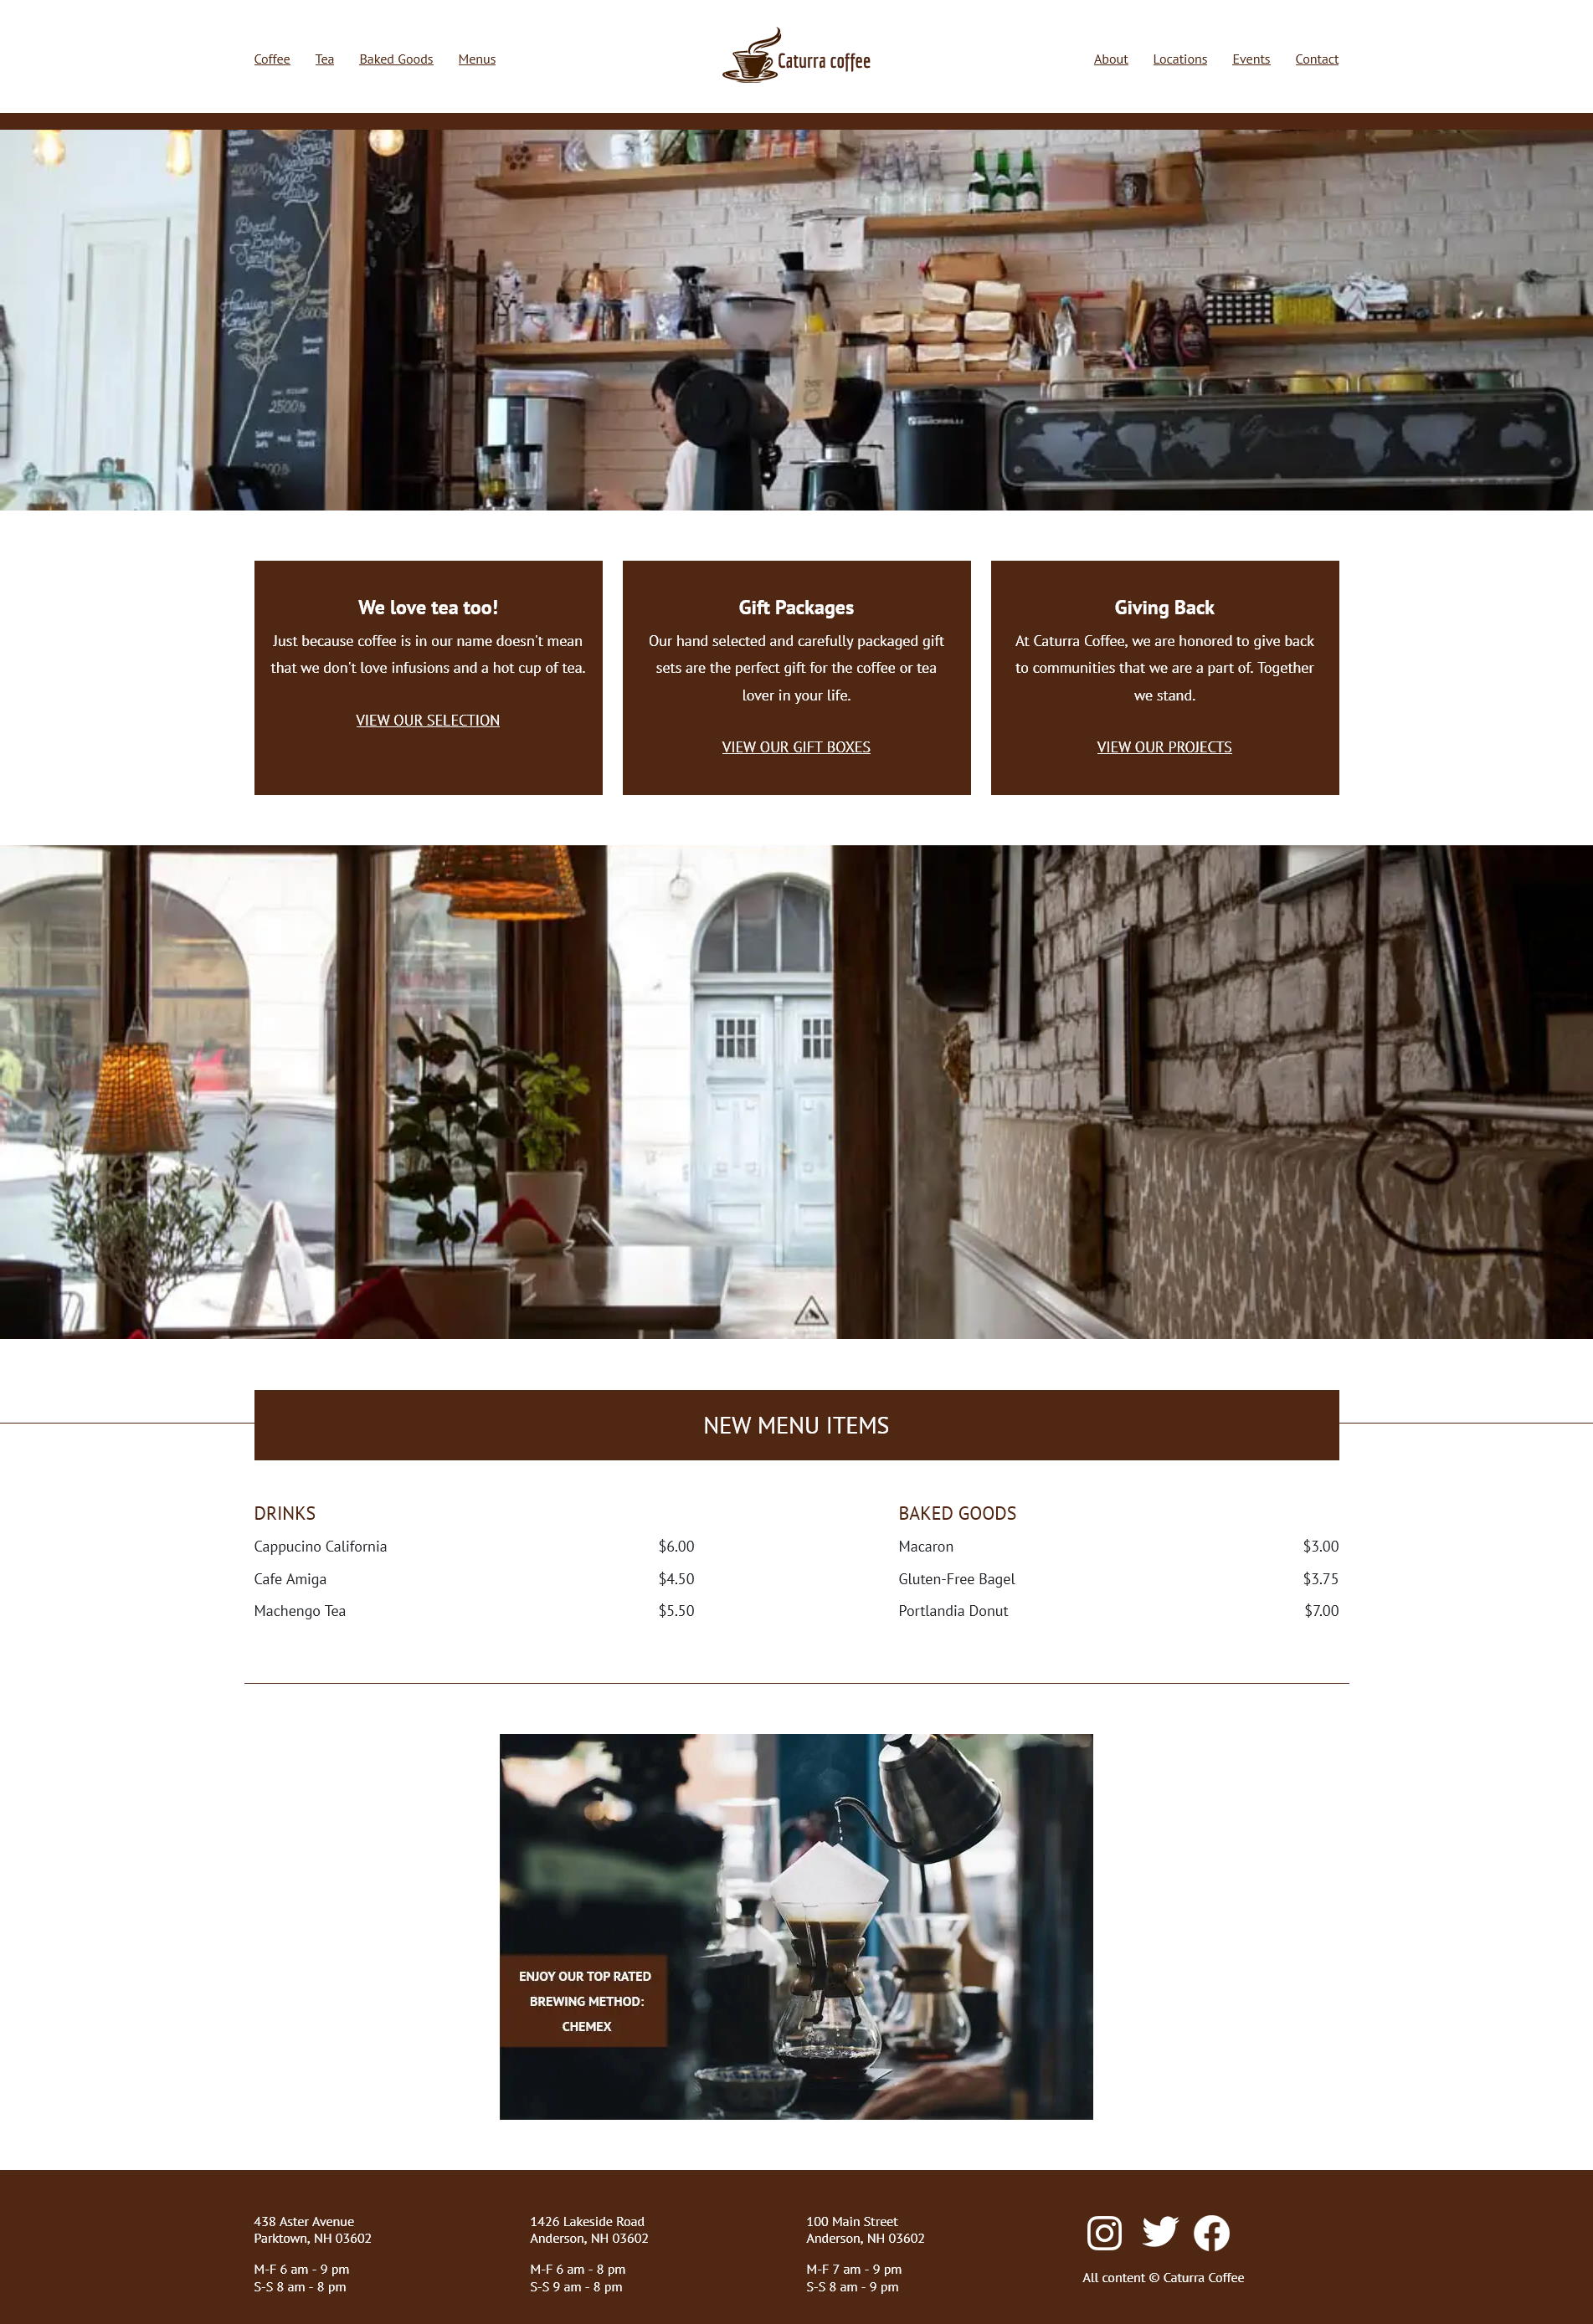 Coffee Tea Baked Goods Menus
Caturra coffee
About Locations Events Contact
Nicaragua
Mexico
Brazil
Bourbon
Hawaiian
Kona
2500
We love tea too!
Just because coffee is in our name doesn't mean
that we don't love infusions and a hot cup of tea.
VIEW OUR SELECTION
Gift Packages
Our hand selected and carefully packaged gift
sets are the perfect gift for the coffee or tea
lover in your life.
VIEW OUR GIFT BOXES
Giving Back
At Caturra Coffee, we are honored to give back
to communities that we are a part of. Together
we stand.
VIEW OUR PROJECTS
NEW MENU ITEMS
DRINKS
Cappucino California $6.00
Cafe Amiga $4.50
Machengo Tea $5.50
BAKED GOODS
Macaron $3.00
Gluten-Free Bagel $3.75
Portlandia Donut $7.00
ENJOY OUR TOP RATED
BREWING METHOD:
CHEMEX
438 Aster Avenue
Parktown, NH 03602
M-F 6 am - 9 pm
S-S 8 am - 8 pm
1426 Lakeside Road
Anderson, NH 03602
M-F 6 am - 8 pm
S-S 9 am - 8 pm
100 Main Street
Anderson, NH 03602
M-F 7 am - 9 pm
S-S 8 am - 9 pm
All content © Caturra Coffee